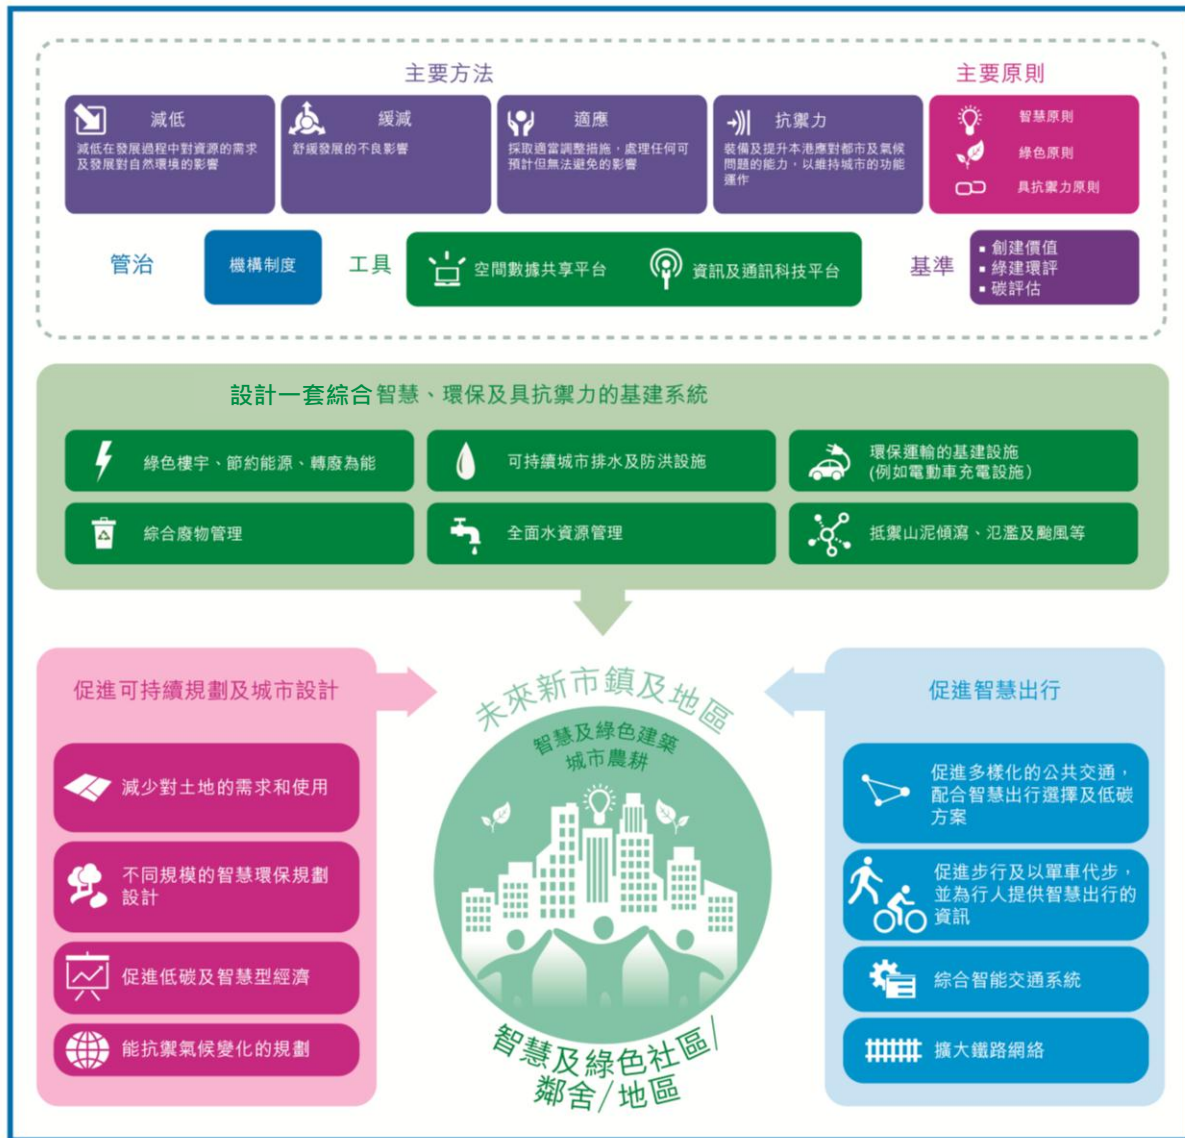 主要方法
主要原則
減低
減低在發展過程中對資源的需求
及發展對自然環境的影響
緩減
舒緩發展的不良影響
適應
採取適當調整措施，處理任何可
預計但無法避免的影響
抗禦力
裝備及提升本港應對都市及氣候
問題的能力，以維持城市的功能
運作
智慧原則
綠色原則
具抗禦力原則
管治
機構制度
工具
空間數據共享平台
資訊及通訊科技平台
基準
▪ 創建價值
▪ 綠建環評
▪ 碳評估
設計一套綜合智慧、環保及具抗禦力的基建系統
綠色樓宇、節約能源、轉廢為能
可持續城市排水及防洪設施
環保運輸的基建設施
(例如電動車充電設施）
綜合廢物管理
全面水資源管理
抵禦山泥傾瀉、氾濫及颱風等
促進可持續規劃及城市設計
減少對土地的需求和使用
不同規模的智慧環保規劃
設計
促進低碳及智慧型經濟
能抗禦氣候變化的規劃
未來新市鎮及地區
智慧及綠色建築
城市農耕
智慧及綠色社區/
鄰舍/地區
促進智慧出行
促進多樣化的公共交通，
配合智慧出行選擇及低碳
方案
促進步行及以單車代步，
並為行人提供智慧出行的
資訊
綜合智能交通系統
擴大鐵路網絡